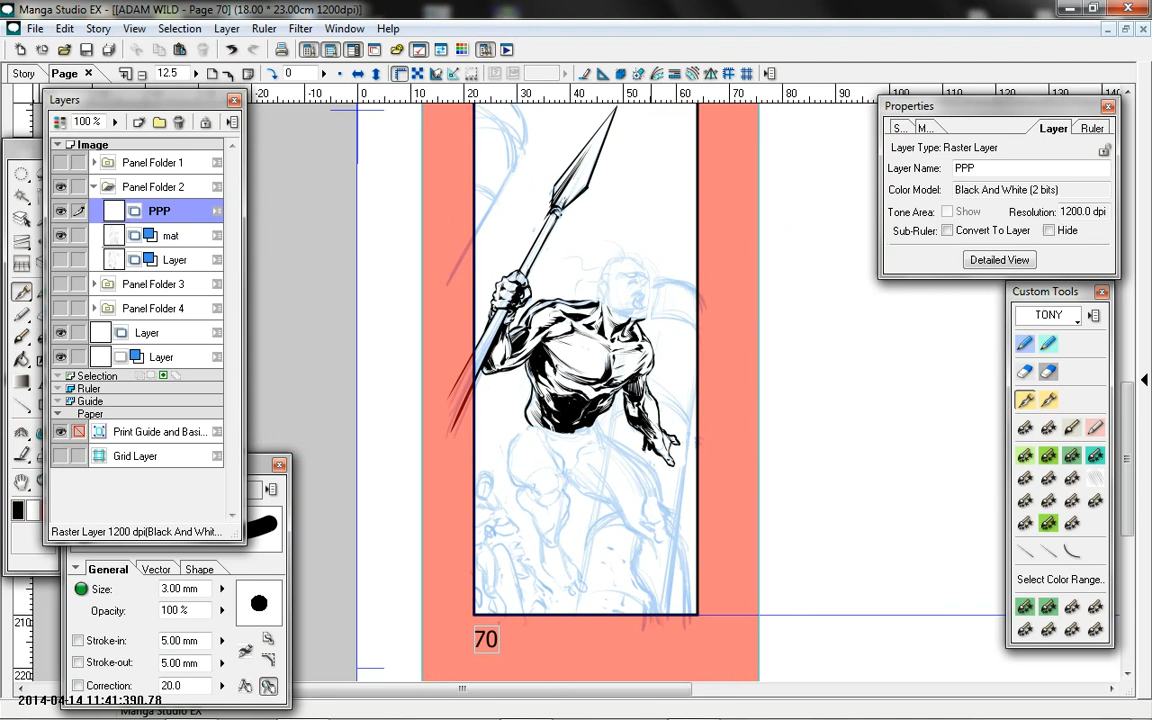 Manga Studio EX - [[ADAM WILD - Page 70] (18.00 * 23.00cm 1200dpi)]
File Edit Story View Selection Layer Ruler Filter Window Help
12.5 0
Story Page
-20 -10 0 10 20 30 40 50 60 70 80 90 100 110 120 130 140
Layers
100 %
Image
Panel Folder 1
Panel Folder 2
PPP
mat
Layer
Panel Folder 3
Panel Folder 4
Layer
Layer
Selection
Ruler
Guide
Paper
Print Guide and Basi...
Grid Layer
Raster Layer 1200 dpi(Black And Whit...
General Vector Shape
Size: 3.00 mm
Opacity: 100 %
Stroke-in: 5.00 mm
Stroke-out: 5.00 mm
Correction: 20.0
210
220
70
Properties
S... M... Layer Ruler
Layer Type: Raster Layer
Layer Name: PPP
Color Model: Black And White (2 bits)
Tone Area: Show Resolution: 1200.0 dpi
Sub-Ruler: Convert To Layer Hide
Detailed View
Custom Tools
TONY
Select Color Range..
2014-04-14 11:41:390.78
Manga Studio EX